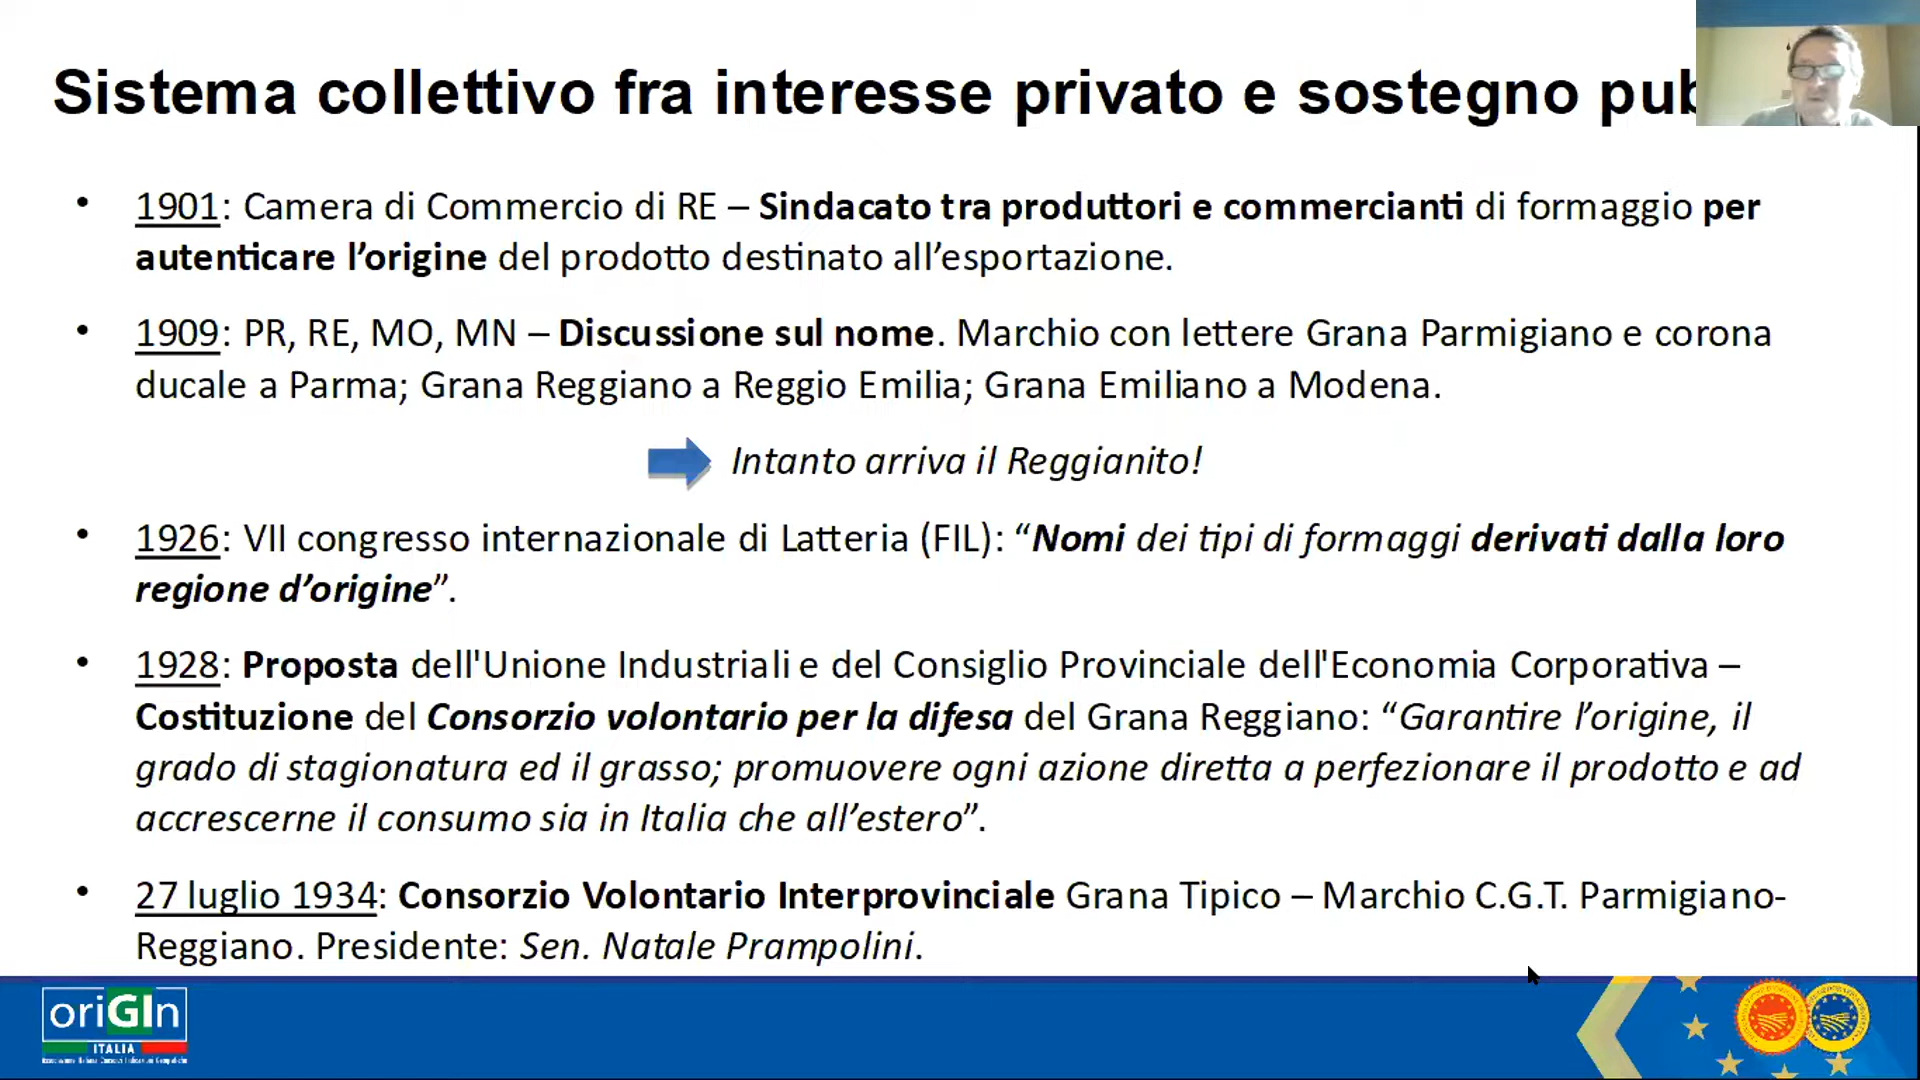 Sistema collettivo fra interesse privato e sostegno pub
• 1901: Camera di Commercio di RE – Sindacato tra produttori e commercianti di formaggio per
autenticare l’origine del prodotto destinato all’esportazione.
• 1909: PR, RE, MO, MN – Discussione sul nome. Marchio con lettere Grana Parmigiano e corona
ducale a Parma; Grana Reggiano a Reggio Emilia; Grana Emiliano a Modena.
Intanto arriva il Reggianito!
• 1926: VII congresso internazionale di Latteria (FIL): “Nomi dei tipi di formaggi derivati dalla loro
regione d’origine”.
• 1928: Proposta dell'Unione Industriali e del Consiglio Provinciale dell'Economia Corporativa –
Costituzione del Consorzio volontario per la difesa del Grana Reggiano: “Garantire l’origine, il
grado di stagionatura ed il grasso; promuovere ogni azione diretta a perfezionare il prodotto e ad
accrescerne il consumo sia in Italia che all’estero”.
• 27 luglio 1934: Consorzio Volontario Interprovinciale Grana Tipico – Marchio C.G.T. Parmigiano-
Reggiano. Presidente: Sen. Natale Prampolini.
oriGIn
ITALIA